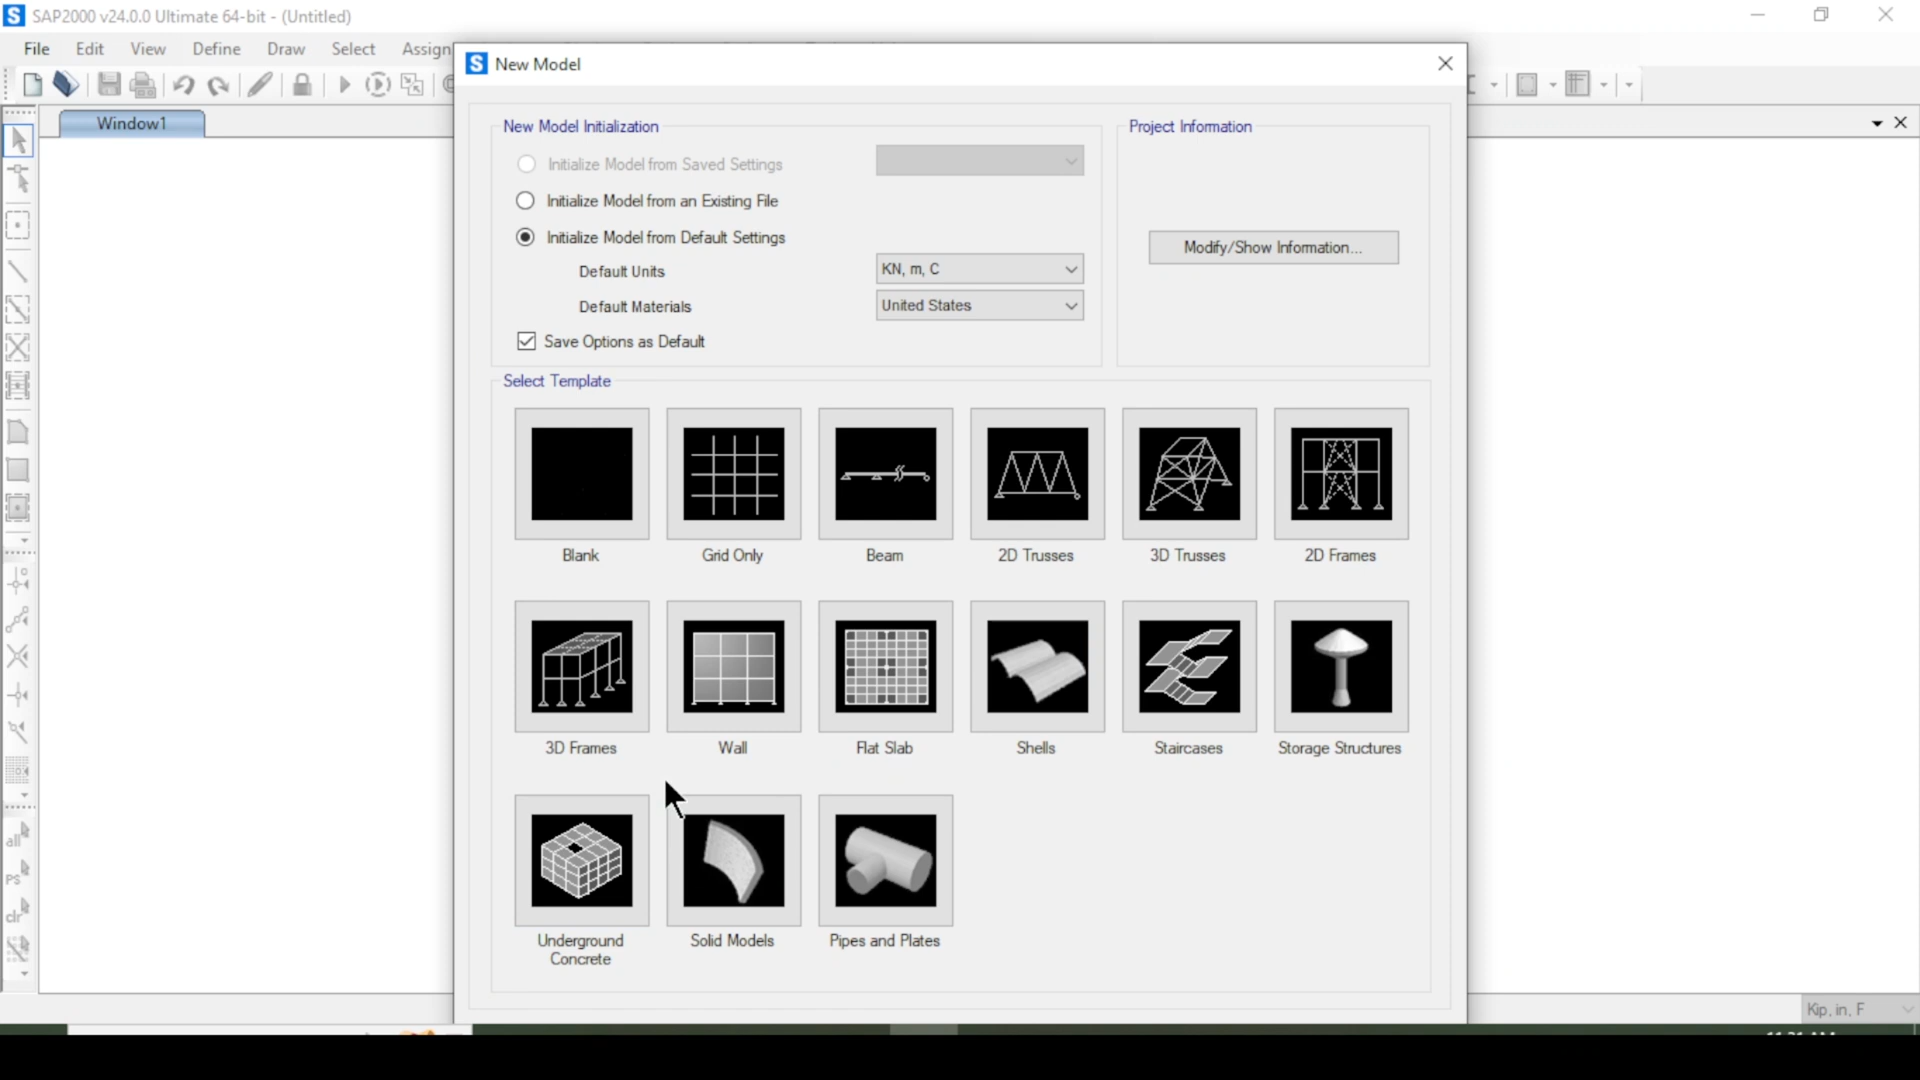 SAP2000 v24.0.0 Ultimate 64-bit - (Untitled)
File Edit View Define Draw Select Assign
New Model
Window1
New Model Initialization
Project Information
Initialize Model from Saved Settings
Initialize Model from an Existing File
Initialize Model from Default Settings
Modify/Show Information...
Default Units KN, m, C
Default Materials United States
Save Options as Default
Select Template
Blank Grid Only Beam 2D Trusses 3D Trusses 2D Frames
3D Frames Wall Flat Slab Shells Staircases Storage Structures
all
PS
clr
Underground Solid Models Pipes and Plates
Concrete
Kip, in, F